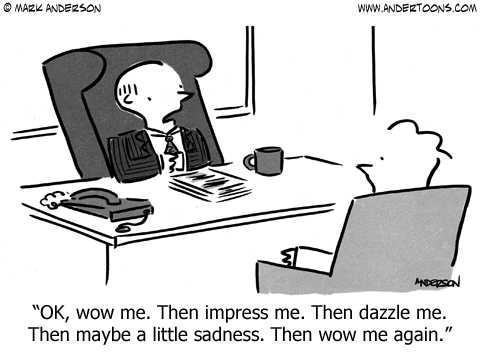 © MARK ANDERSON
WWW.ANDERTOONS.COM
ANDERSON
“OK, wow me. Then impress me. Then dazzle me.
Then maybe a little sadness. Then wow me again.”